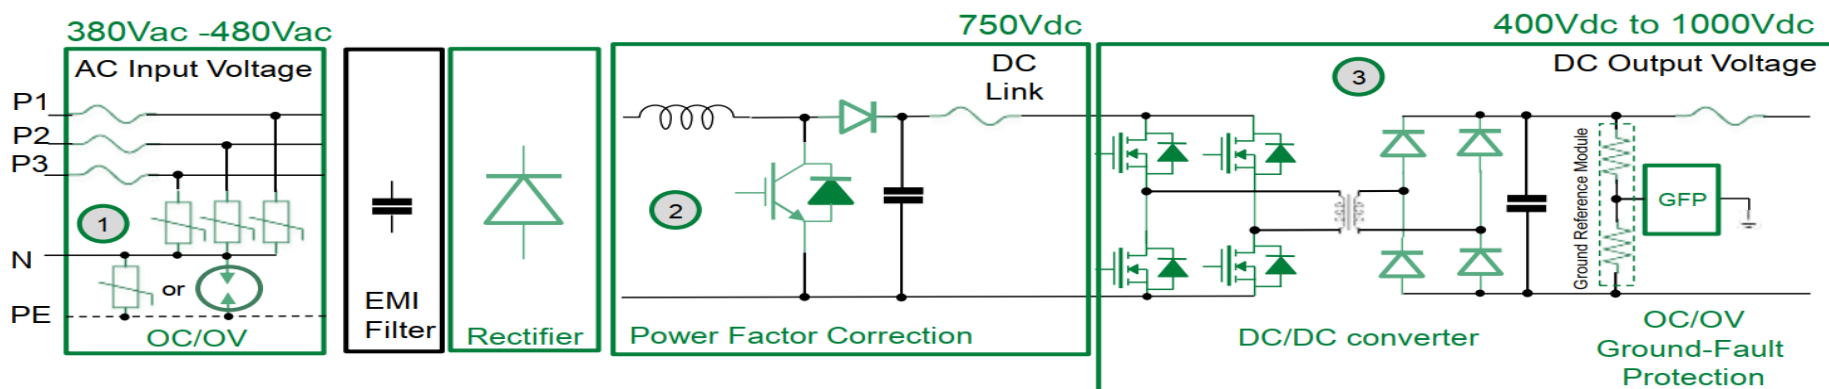 380Vac -480Vac
750Vdc
400Vdc to 1000Vdc
AC Input Voltage
DC
Link
3
DC Output Voltage
P1
P2
P3
1
2
Ground Reference Module
GFP
N
or
PE
EMI
Filter
OC/OV
Rectifier
Power Factor Correction
DC/DC converter
OC/OV
Ground-Fault
Protection